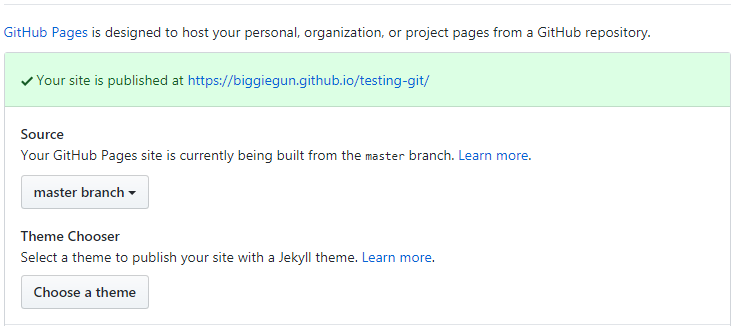 GitHub Pages is designed to host your personal, organization, or project pages from a GitHub repository.
Your site is published at https://biggiegun.github.io/testing-git/
Source
Your GitHub Pages site is currently being built from the master branch. Learn more.
master branch
Theme Chooser
Select a theme to publish your site with a Jekyll theme. Learn more.
Choose a theme